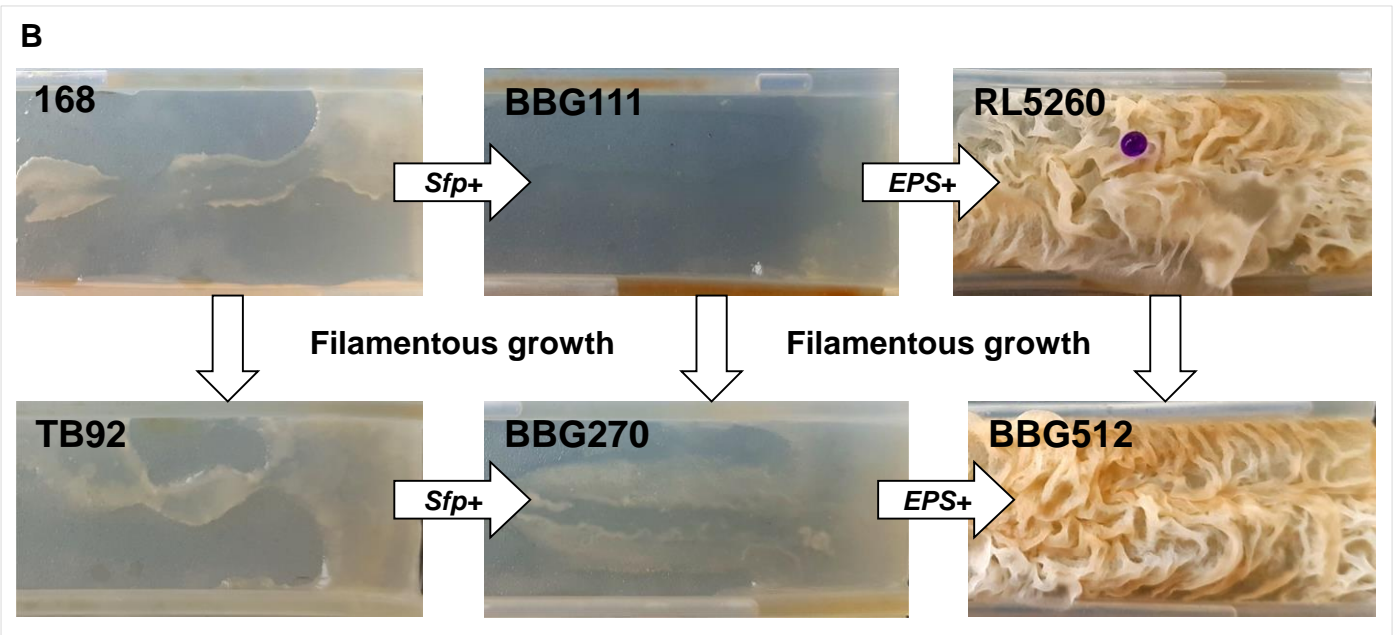 B
168
BBG111
RL5260
Sfp+
EPS+
Filamentous growth
Filamentous growth
TB92
BBG270
BBG512
Sfp+
EPS+